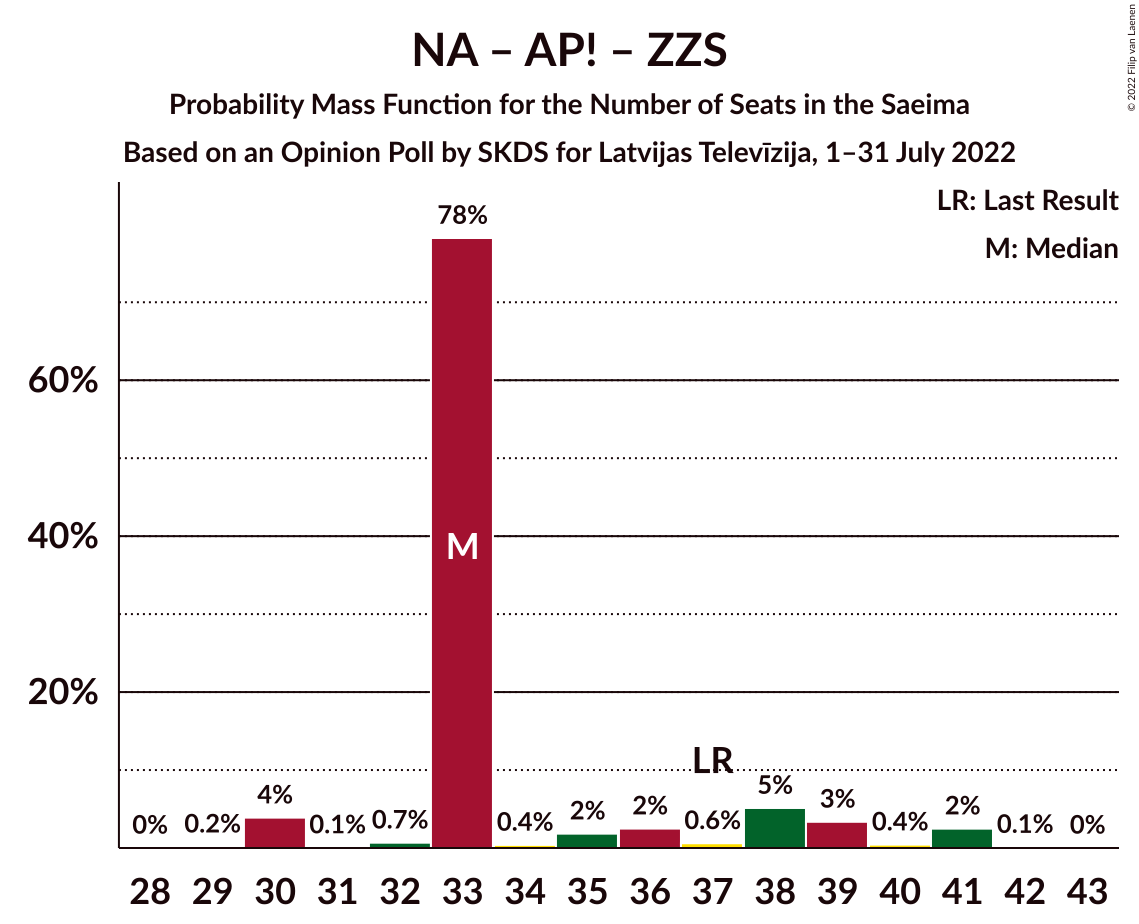 NA – AP! – ZZS
Probability Mass Function for the Number of Seats in the Saeima
Based on an Opinion Poll by SKDS for Latvijas Televīzija, 1–31 July 2022
© 2022 Filip van Laenen
LR: Last Result
M: Median
78%
60%
40%
M
20%
LR
0%
0.2%
4%
0.1%
0.7%
0.4%
2%
2%
0.6%
5%
3%
0.4%
2%
0.1%
0%
28 29 30 31 32 33 34 35 36 37 38 39 40 41 42 43